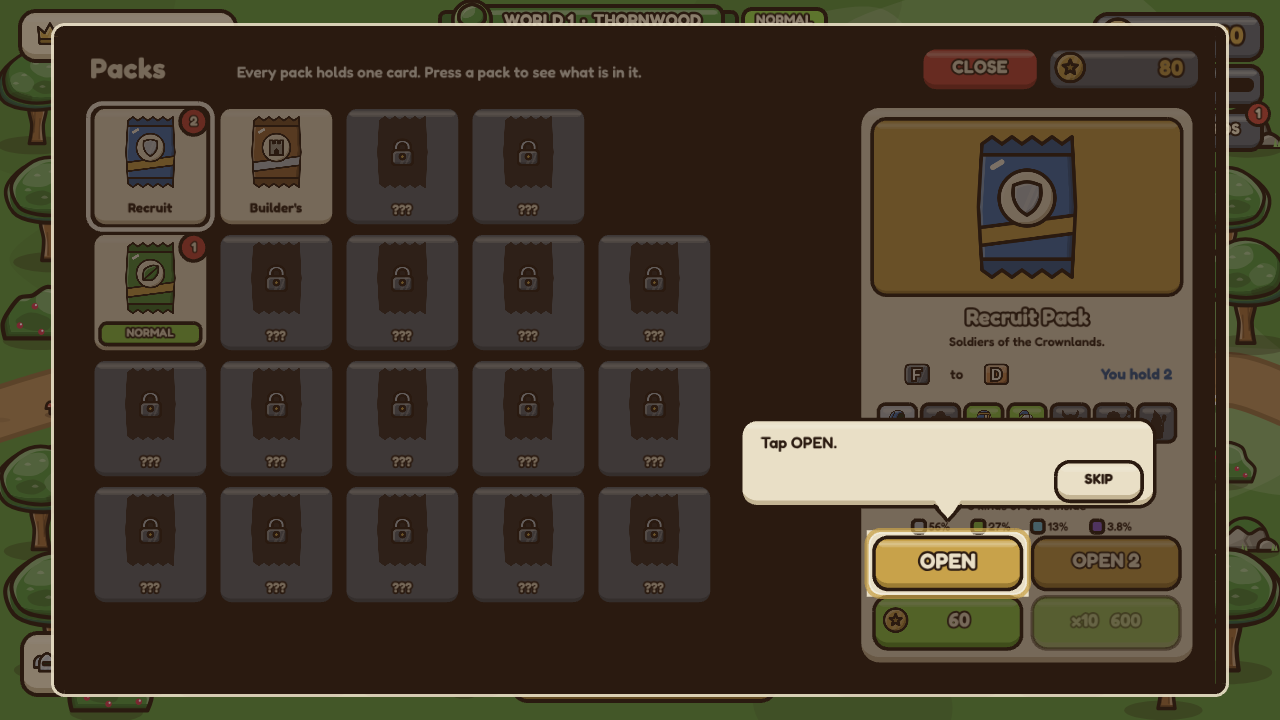 WORLD 1 · THORNWOOD
NORMAL
Packs
Every pack holds one card. Press a pack to see what is in it.
CLOSE
80
2
Recruit
Builder's
???
???
1
NORMAL
???
???
???
???
???
???
???
???
???
???
???
???
???
???
1
Recruit Pack
Soldiers of the Crownlands.
F to D
You hold 2
Tap OPEN.
SKIP
56%
27%
13%
3.8%
OPEN
OPEN 2
60
x10 600